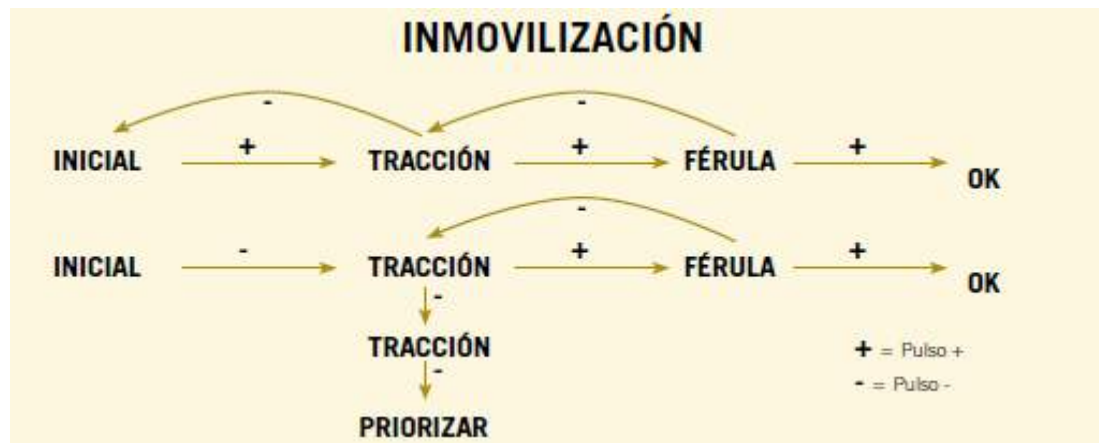 INMOVILIZACIÓN
- -
INICIAL + TRACCIÓN + FÉRULA + OK
-
INICIAL - TRACCIÓN + FÉRULA + OK
-
TRACCIÓN
-
PRIORIZAR
+ = Pulso +
- = Pulso -